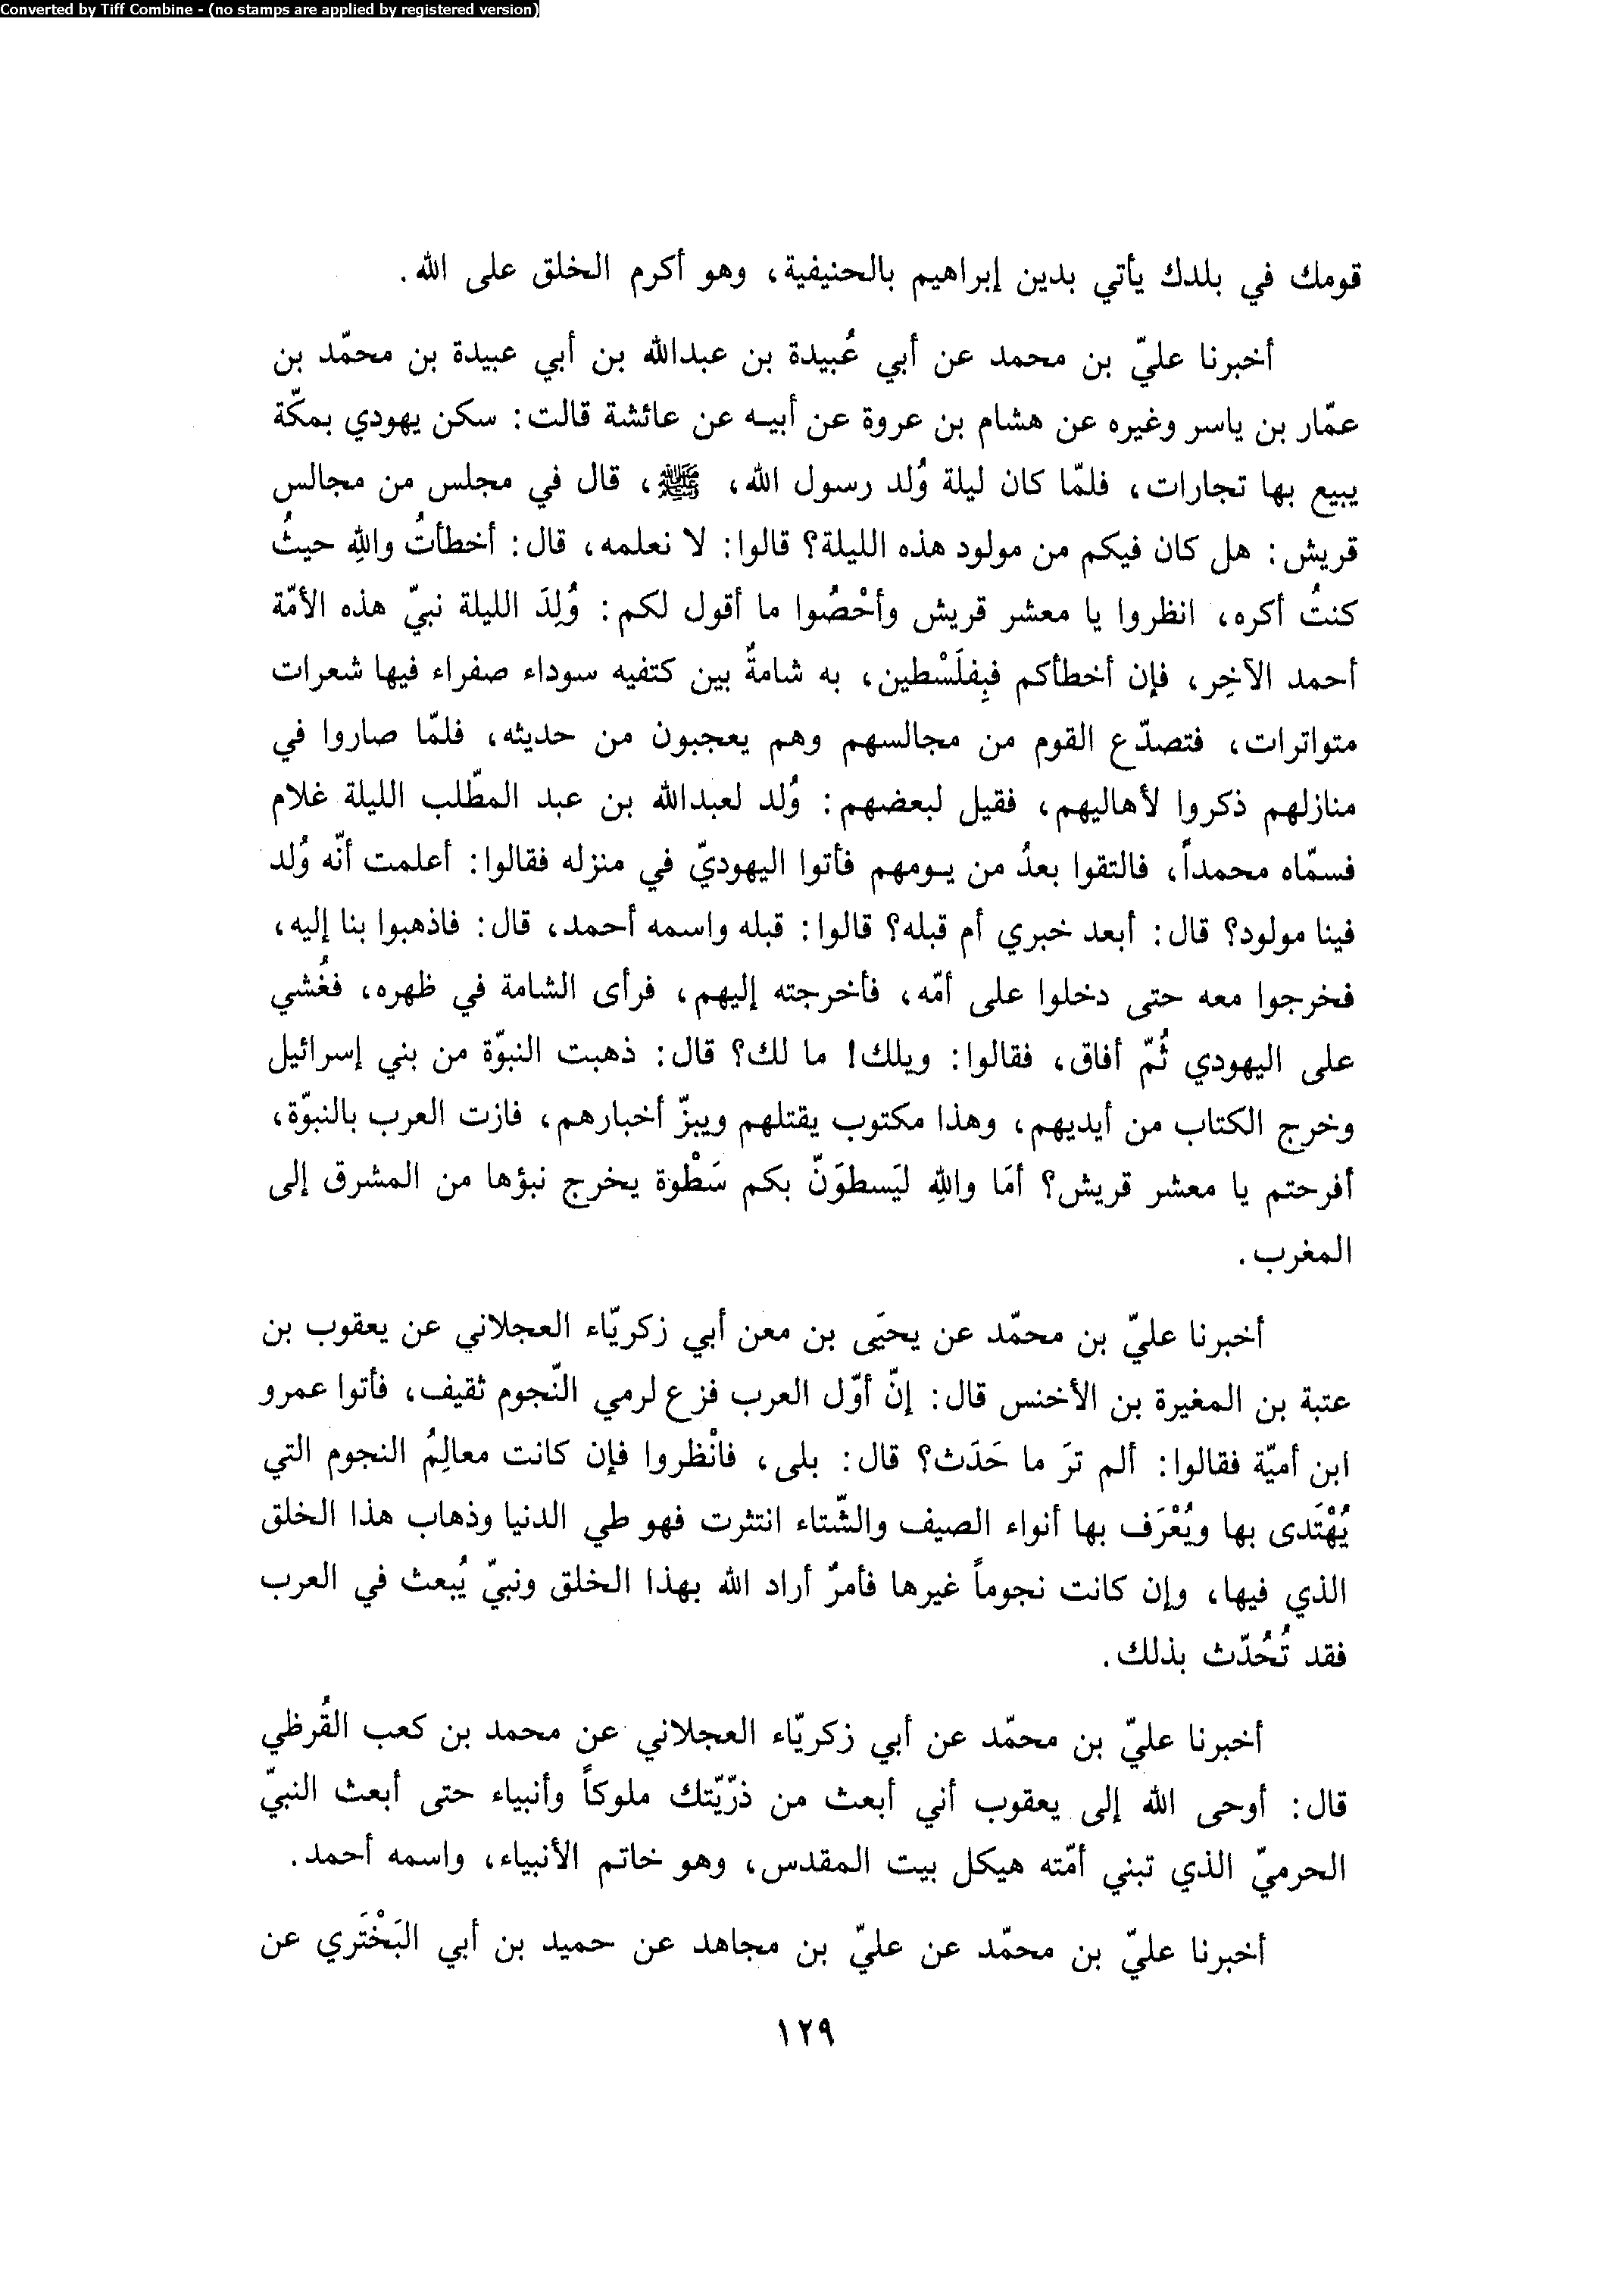 Converted by Tiff Combine - (no stamps are applied by registered version)
قومك في بلدك يأتي بدين إبراهيم بالحنيفية، وهو أكرم الخلق على الله.
أخبرنا عليّ بن محمد عن أبي عُبيدة بن عبدالله بن أبي عبيدة بن محمّد بن
عمّار بن ياسر وغيره عن هشام بن عروة عن أبيـه عن عائشة قالت: سكن يهودي بمكّة
يبيع بها تجارات، فلمّا كان ليلة وُلد رسول الله، ﷺ، قال في مجلس من مجالس
قريش: هل كان فيكم من مولود هذه الليلة؟ قالوا: لا نعلمه، قال: أخطأتُ واللهِ حيثُ
كنتُ أكره، انظروا يا معشر قريش وأحْصُوا ما أقول لكم: وُلِدَ الليلة نبيّ هذه الأمّة
أحمد الآخِر، فإن أخطأكم فبِفلَسْطين، به شامةٌ بين كتفيه سوداء صفراء فيها شعرات
متواترات، فتصدّع القوم من مجالسهم وهم يعجبون من حديثه، فلمّا صاروا في
منازلهم ذكروا لأهاليهم، فقيل لبعضهم: وُلد لعبدالله بن عبد المطّلب الليلة غلام
فسمّاه محمداً، فالتقوا بعدُ من يـومهم فأتوا اليهوديّ في منزله فقالوا: أعلمت أنّه وُلد
فينا مولود؟ قال: أبعد خبري أم قبله؟ قالوا: قبله واسمه أحمد، قال: فاذهبوا بنا إليه،
فخرجوا معه حتى دخلوا على أمّه، فأخرجته إليهم، فرأى الشامة في ظهره، فغُشي
على اليهودي ثُمّ أفاق، فقالوا: ويلك! ما لك؟ قال: ذهبت النبوّة من بني إسرائيل
وخرج الكتاب من أيديهم، وهذا مكتوب يقتلهم ويبزّ أخبارهم، فازت العرب بالنبوّة،
أفرحتم يا معشر قريش؟ أمَا واللهِ ليَسطوَنّ بكم سَطْوة يخرج نبؤها من المشرق إلى
المغرب.
أخبرنا عليّ بن محمّد عن يحيَى بن معن أبي زكريّاء العجلاني عن يعقوب بن
عتبة بن المغيرة بن الأخنس قال: إنّ أوّل العرب فزع لرمي النّجوم ثقيف، فأتوا عمرو
ابن أميّة فقالوا: ألم ترَ ما حَدَث؟ قال: بلى، فانْظروا فإن كانت معالِمُ النجوم التي
يُهْتَدى بها ويُعْرَف بها أنواء الصيف والشّتاء انتثرت فهو طي الدنيا وذهاب هذا الخلق
الذي فيها، وإن كانت نجوماً غيرها فأمرٌ أراد الله بهذا الخلق ونبيّ يُبعث في العرب
فقد تُحُدّث بذلك.
أخبرنا عليّ بن محمّد عن أبي زكريّاء العجلاني عن محمد بن كعب القُرظي
قال: أوحى الله إلى يعقوب أني أبعث من ذرّيّتك ملوكاً وأنبياء حتى أبعث النبيّ
الحرميّ الذي تبني أمّته هيكل بيت المقدس، وهو خاتم الأنبياء، واسمه أحمد.
أخبرنا عليّ بن محمّد عن عليّ بن مجاهد عن حميد بن أبي البَخْتَري عن
١٢٩